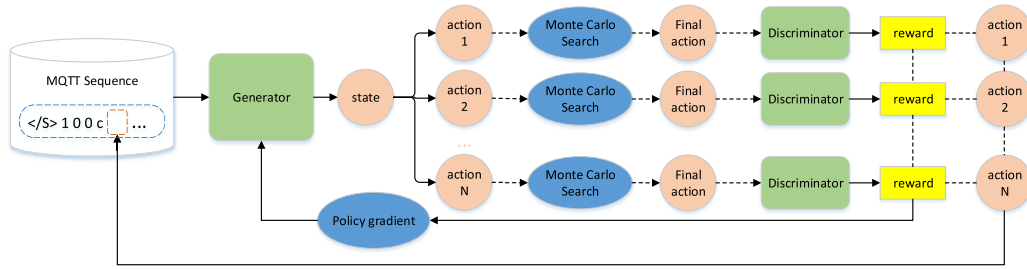 MQTT Sequence
</S> 1 0 0 c ...
Generator
state
action
1
Monte Carlo
Search
Final
action
Discriminator
reward
action
1
action
2
Monte Carlo
Search
Final
action
Discriminator
reward
action
2
...
action
N
Monte Carlo
Search
Final
action
Discriminator
reward
action
N
Policy gradient